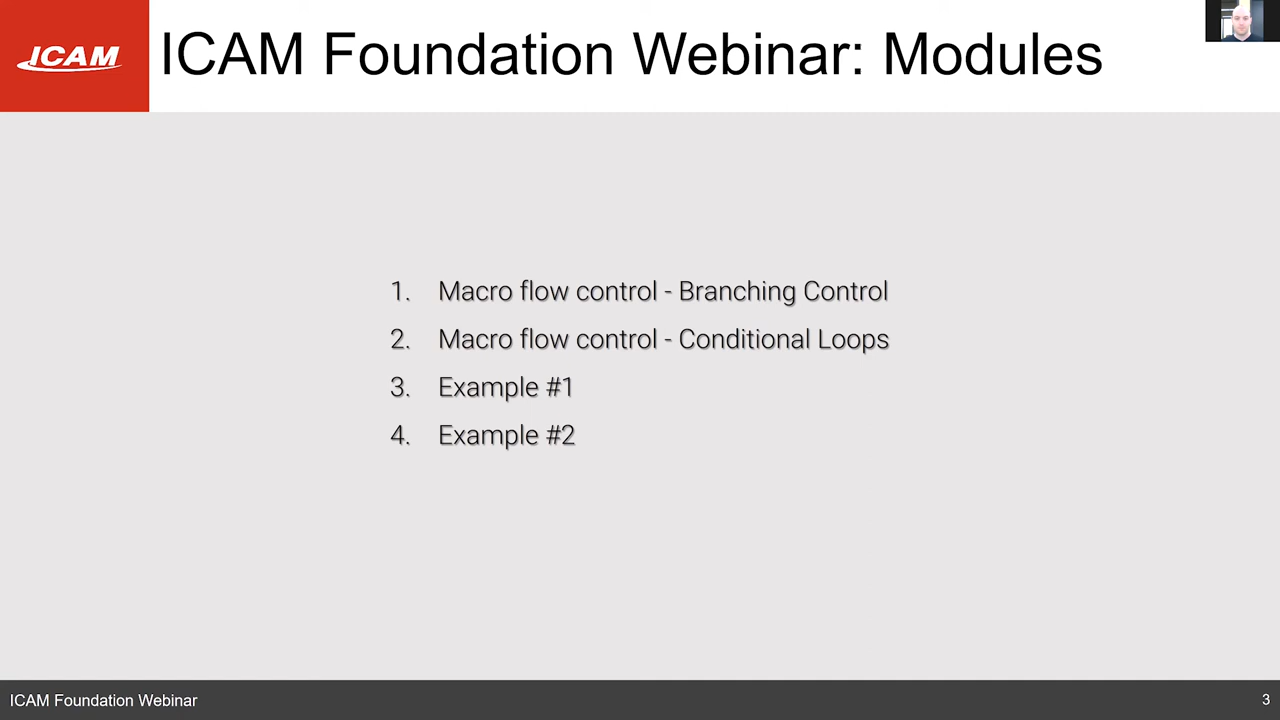 ICAM
ICAM Foundation Webinar: Modules
1. Macro flow control - Branching Control
2. Macro flow control - Conditional Loops
3. Example #1
4. Example #2
ICAM Foundation Webinar
3